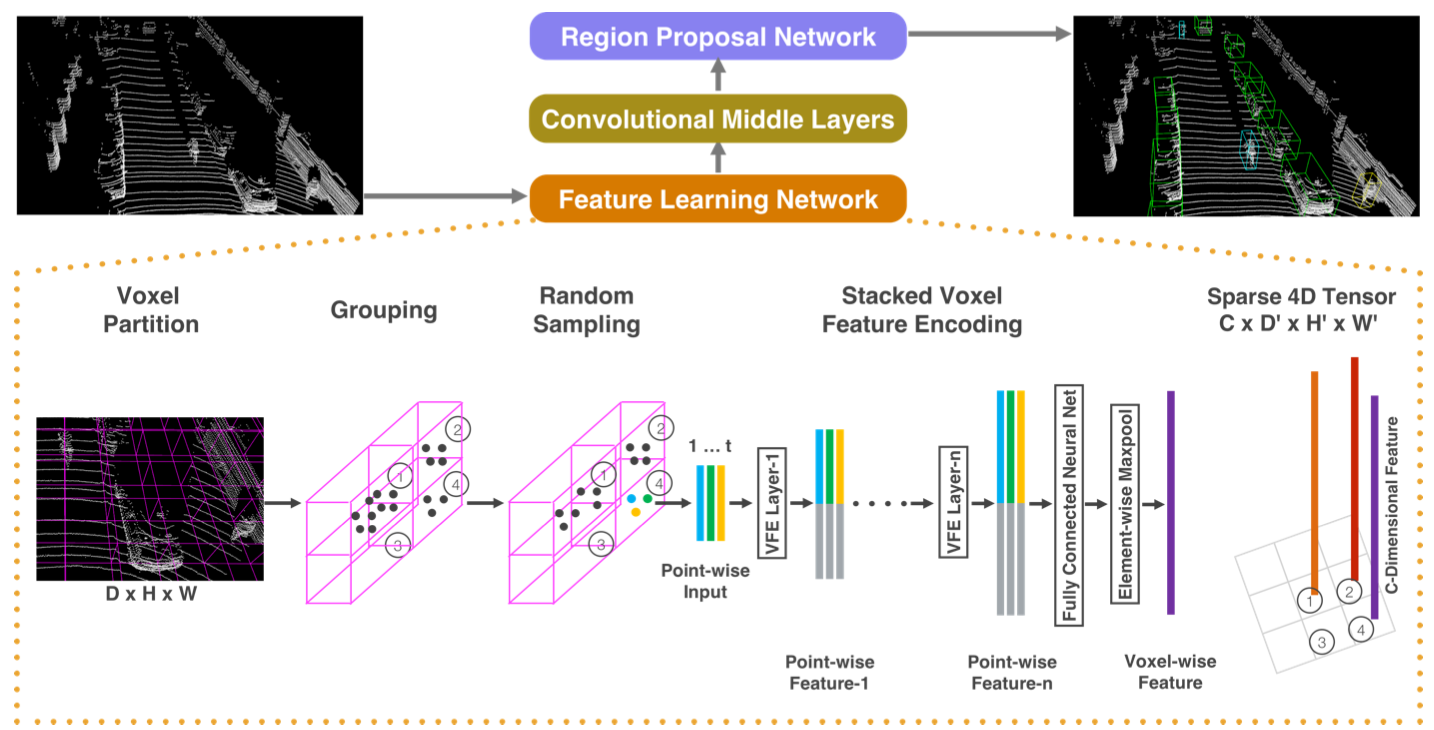 Region Proposal Network
Convolutional Middle Layers
Feature Learning Network
Voxel
Partition
Grouping
Random
Sampling
Stacked Voxel
Feature Encoding
Sparse 4D Tensor
C x D' x H' x W'
D x H x W
1
2
3
4
1
2
3
4
1 ... t
Point-wise
Input
VFE Layer-1
Point-wise
Feature-1
VFE Layer-n
Point-wise
Feature-n
Fully Connected Neural Net
Element-wise Maxpool
Voxel-wise
Feature
C-Dimensional Feature
1
2
3
4